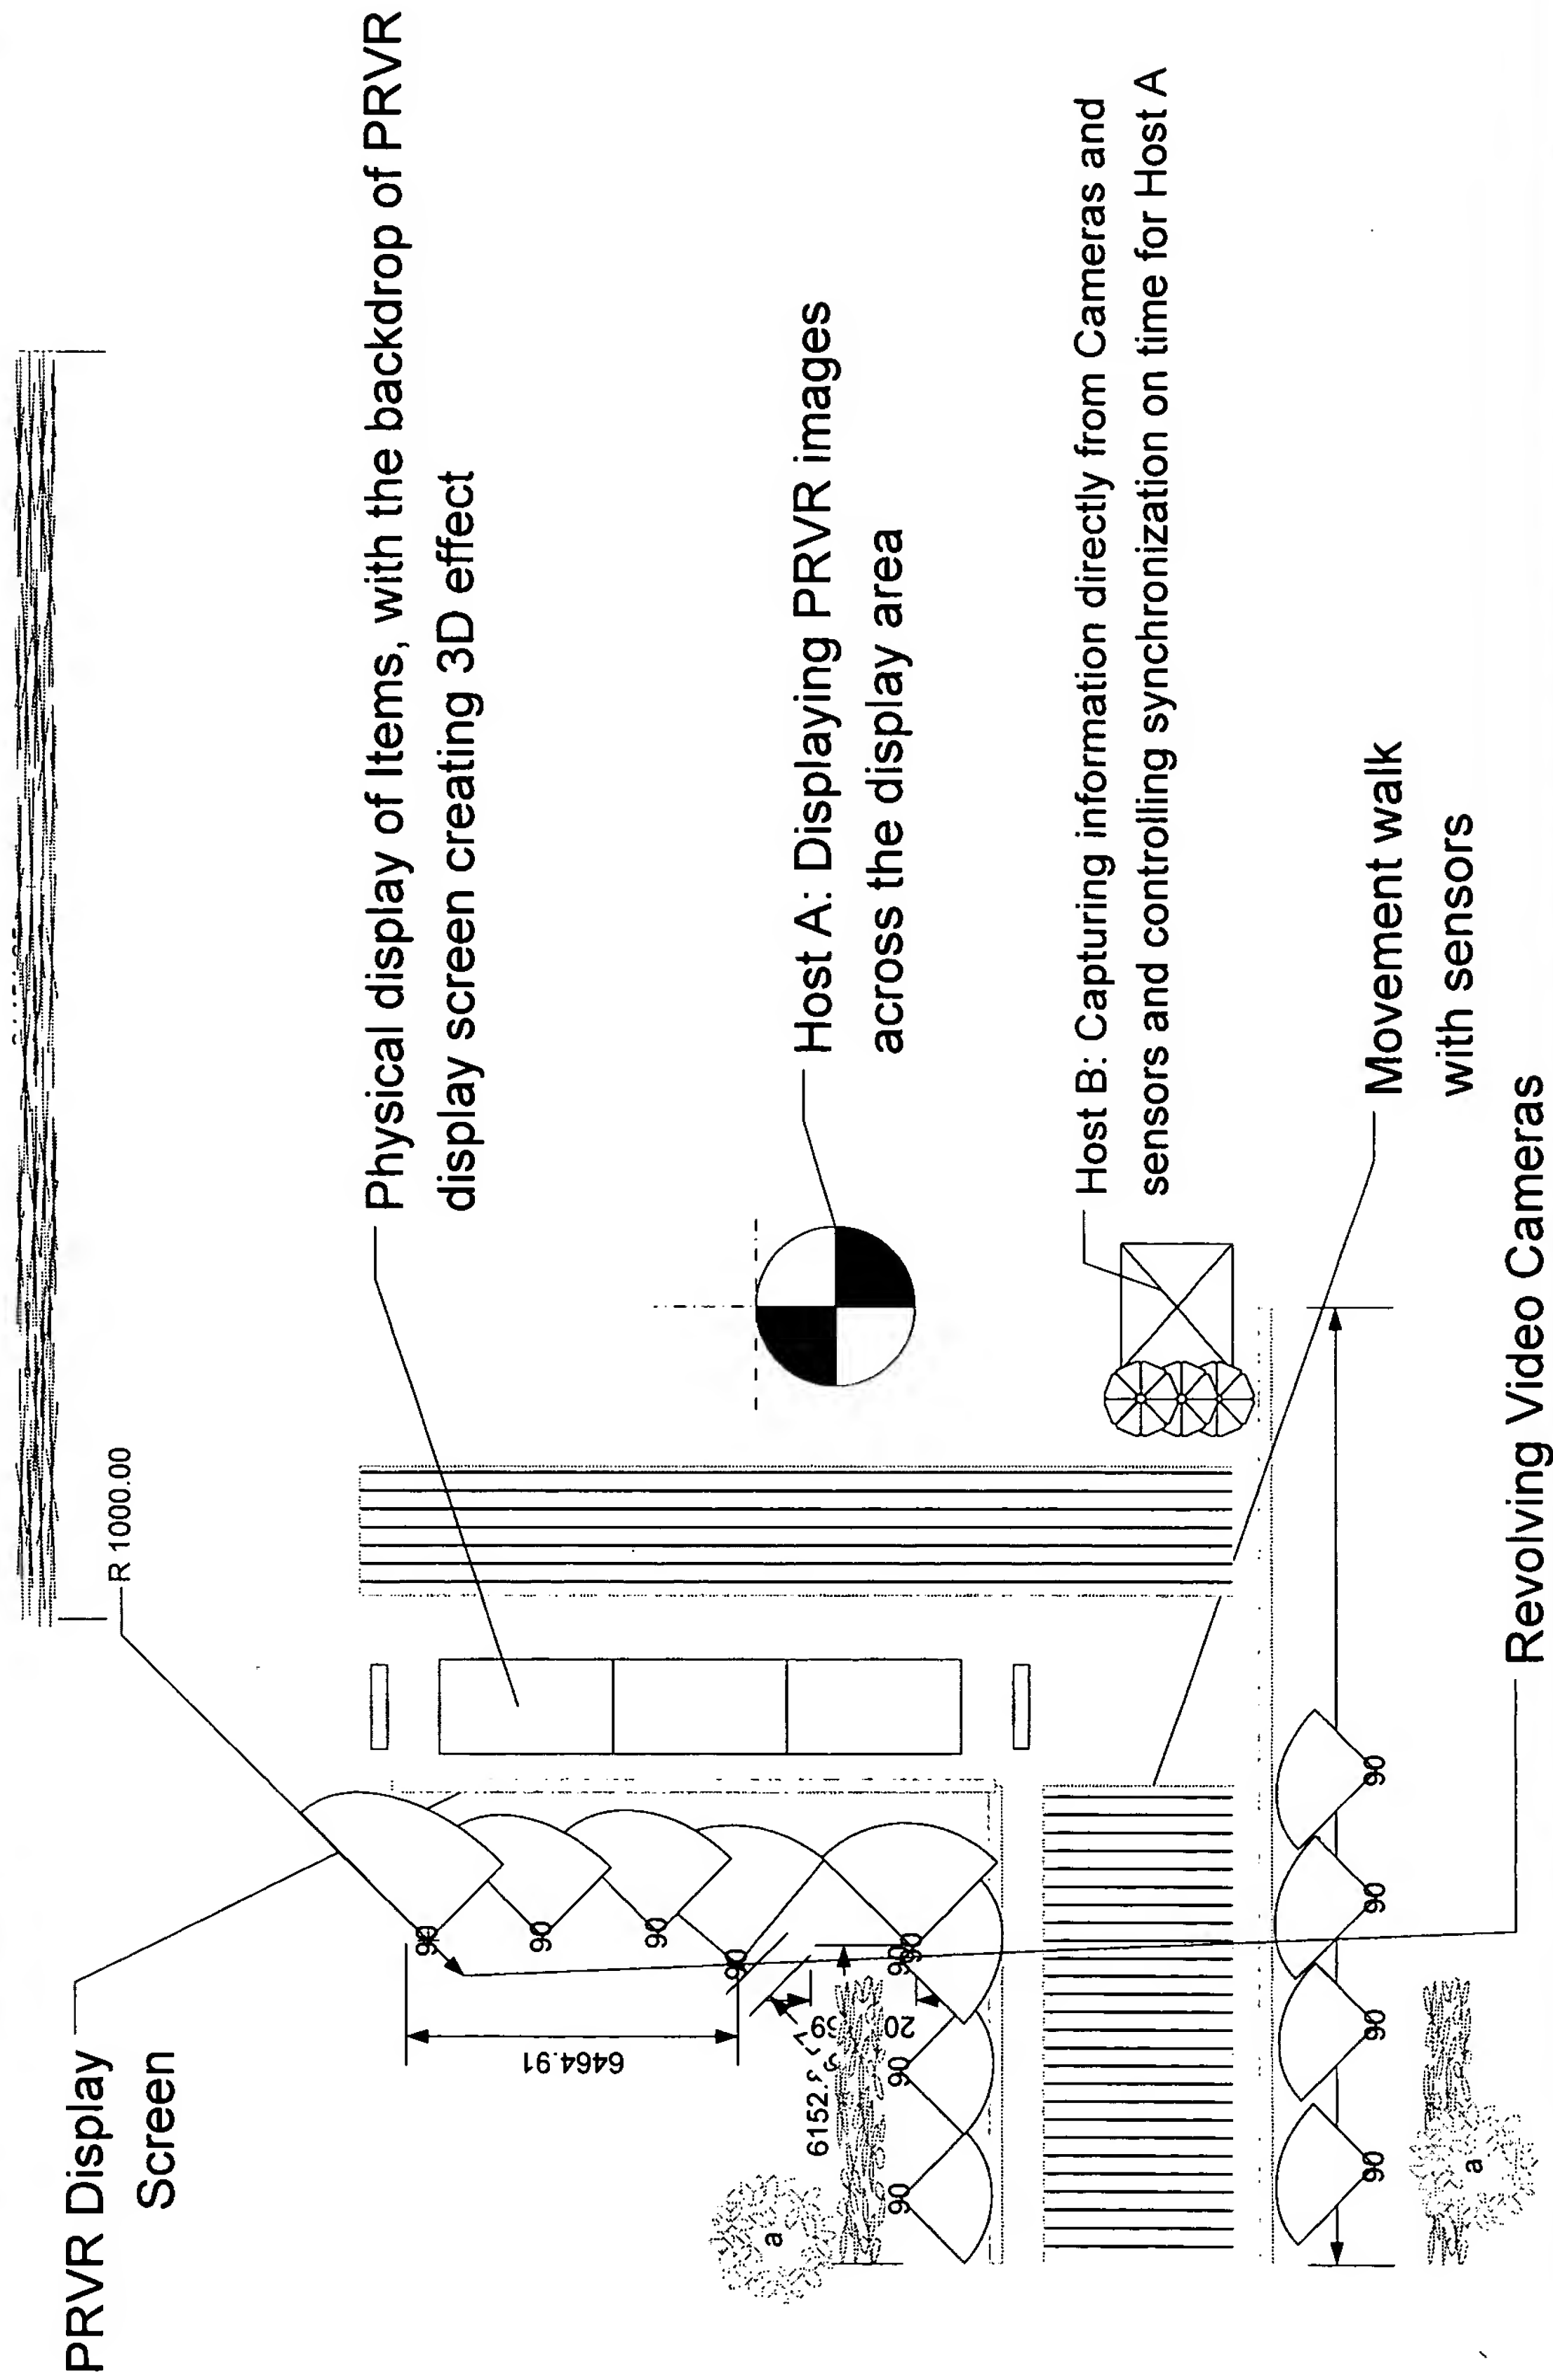 PRVR Display
Screen
R 1000.00
Physical display of Items, with the backdrop of PRVR
display screen creating 3D effect
Host A: Displaying PRVR images
across the display area
Host B: Capturing information directly from Cameras and
sensors and controlling synchronization on time for Host A
Movement walk
with sensors
Revolving Video Cameras
6464.91
90
90
90
90
90
90
90
90
20
a
90
90
90
90
a